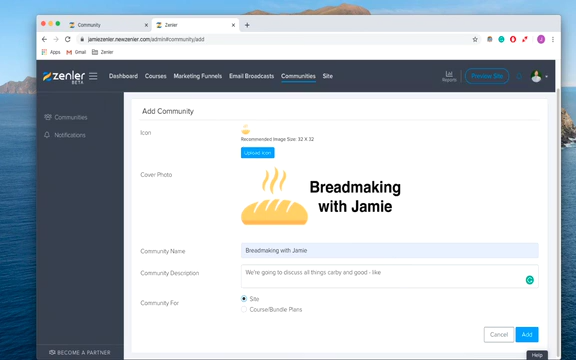 Community
Zenler
jamiezenler.newzenler.com/admin#community/add
J
Apps
Gmail
Zenler
zenler
BETA
Dashboard
Courses
Marketing Funnels
Email Broadcasts
Communities
Site
Reports
Preview Site
Communities
Notifications
Add Community
Icon
Recommended Image Size: 32 X 32
Upload Icon
Cover Photo
Breadmaking
with Jamie
Community Name
Breadmaking with Jamie
Community Description
We're going to discuss all things carby and good - like
Community For
Site
Course/Bundle Plans
Cancel
Add
BECOME A PARTNER
Help